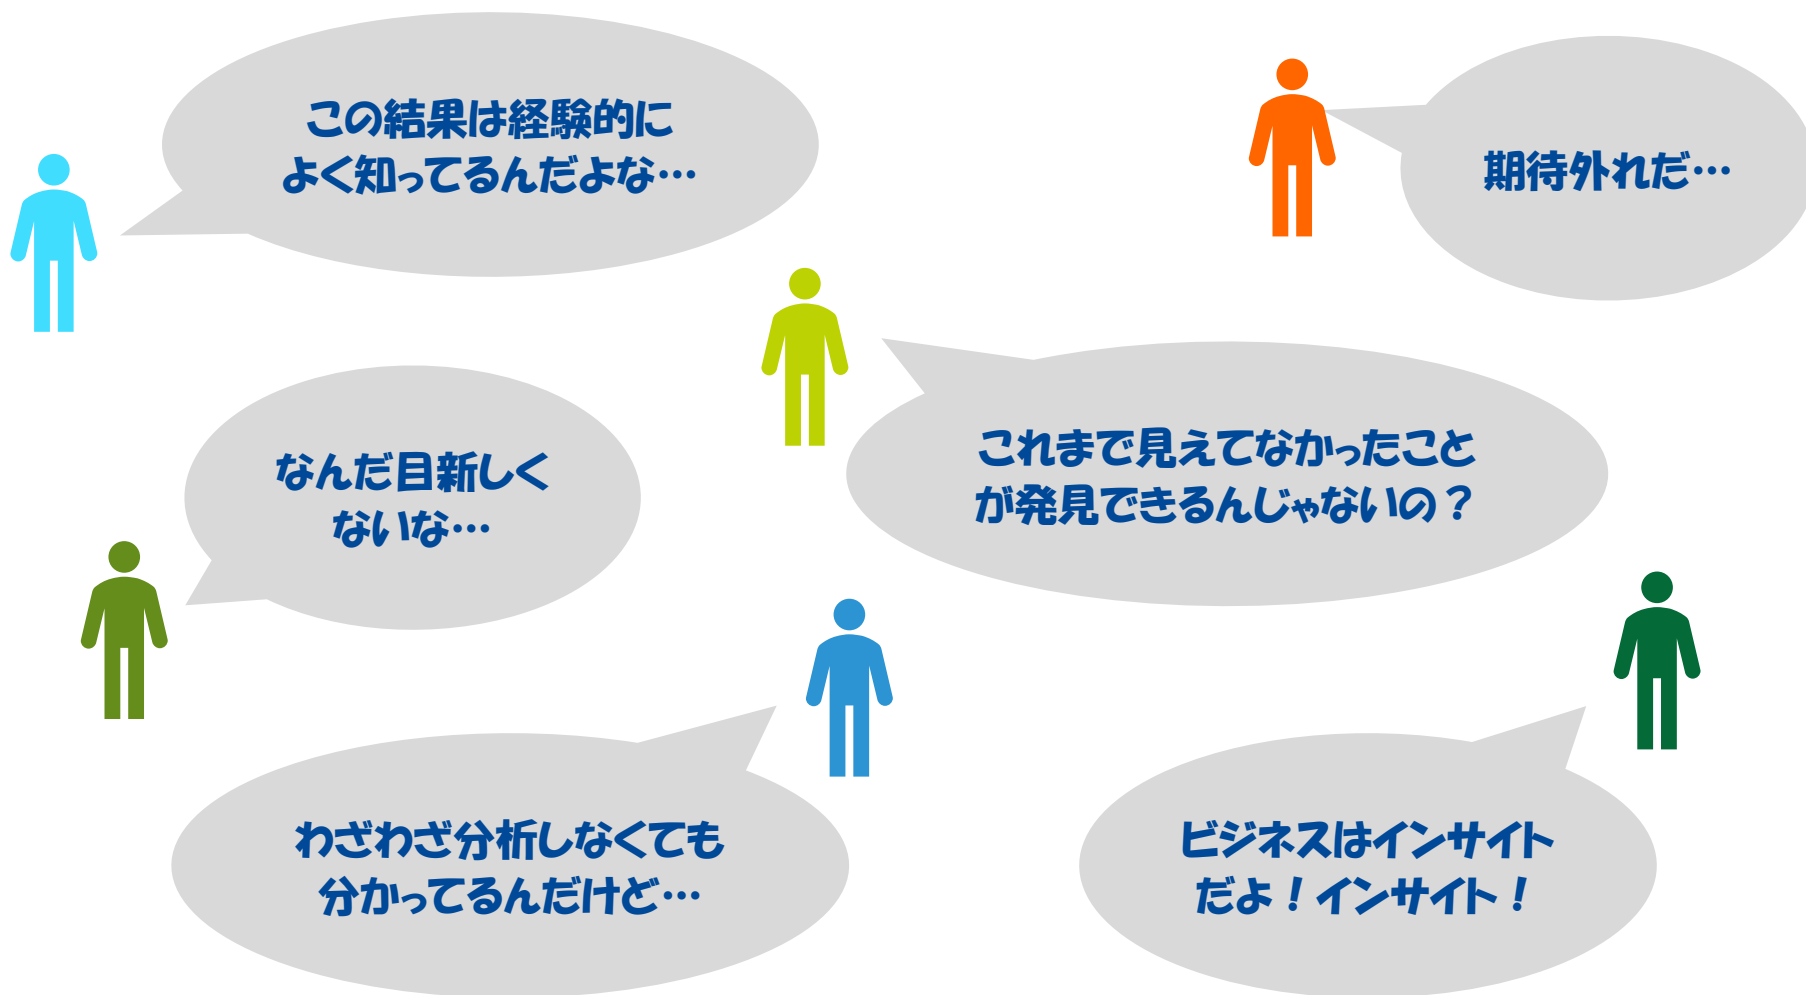 この結果は経験的に
よく知ってるんだよな…
期待外れだ…
なんだ目新しく
ないな…
これまで見えてなかったこと
が発見できるんじゃないの？
わざわざ分析しなくても
分かってるんだけど…
ビジネスはインサイト
だよ！インサイト！